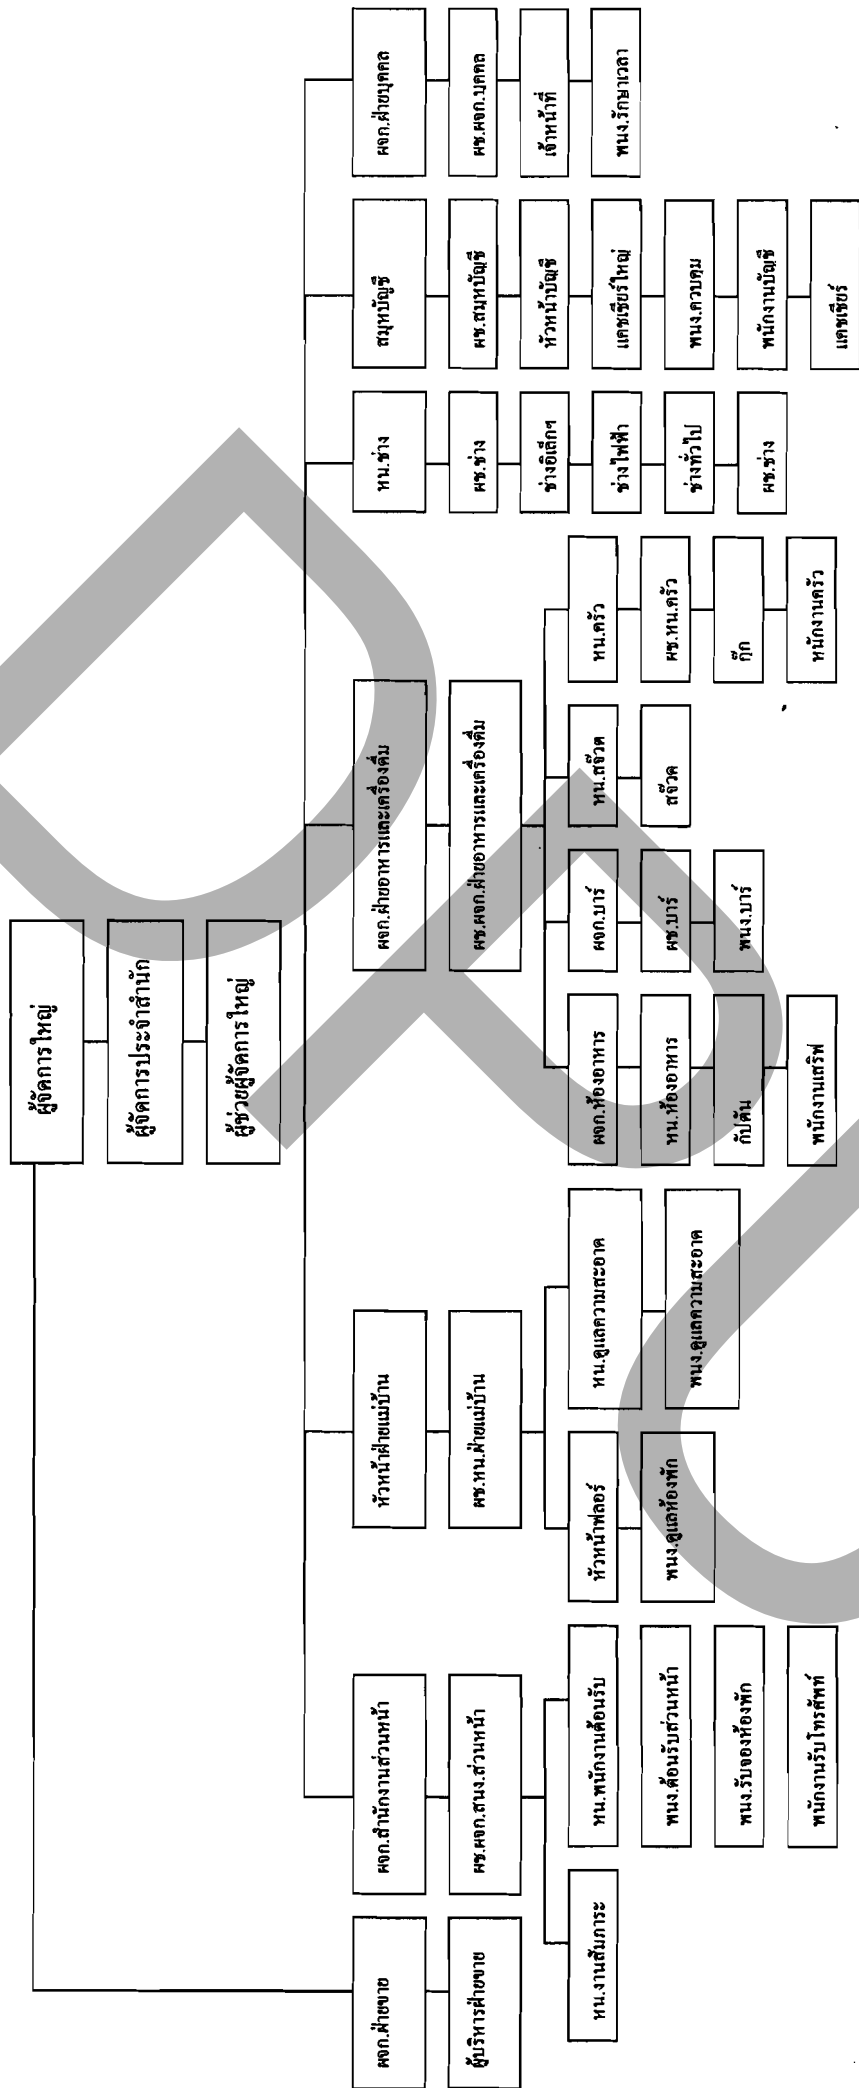 ผู้จัดการใหญ่
ผู้จัดการประจำสำนัก
ผู้ช่วยผู้จัดการใหญ่
ผจก.ฝ่ายขาย
ผจก.สำนักงานส่วนหน้า
หัวหน้าฝ่ายแม่บ้าน
ผจก.ฝ่ายอาหารและเครื่องดื่ม
หน.ช่าง
สมุหบัญชี
ผจก.ฝ่ายบุคคล
ผู้บริหารฝ่ายขาย
ผช.ผจก.สนง.ส่วนหน้า
ผช.หน.ฝ่ายแม่บ้าน
ผช.ผจก.ฝ่ายอาหารและเครื่องดื่ม
ผช.ช่าง
ผช.สมุหบัญชี
ผช.ผจก.บุคคล
ช่างอิเล็กฯ
หัวหน้าบัญชี
เจ้าหน้าที่
หน.งานสัมภาระ
หน.พนักงานต้อนรับ
หัวหน้าฟลอร์
หน.ดูแลความสะอาด
ผจก.ห้องอาหาร
ผจก.บาร์
หน.สจ๊วต
หน.ครัว
ช่างไฟฟ้า
แคชเชียร์ใหญ่
พนง.รักษาเวลา
พนง.ต้อนรับส่วนหน้า
พนง.ดูแลห้องพัก
พนง.ดูแลความสะอาด
หน.ห้องอาหาร
ผช.บาร์
สจ๊วด
ผช.หน.ครัว
ช่างทั่วไป
พนง.ควบคุม
พนง.รับจองห้องพัก
กัปตัน
พนง.บาร์
กุ๊ก
ผช.ช่าง
พนักงานบัญชี
พนักงานรับโทรศัพท์
พนักงานเสริฟ
หนักงานครัว
แคชเชียร์